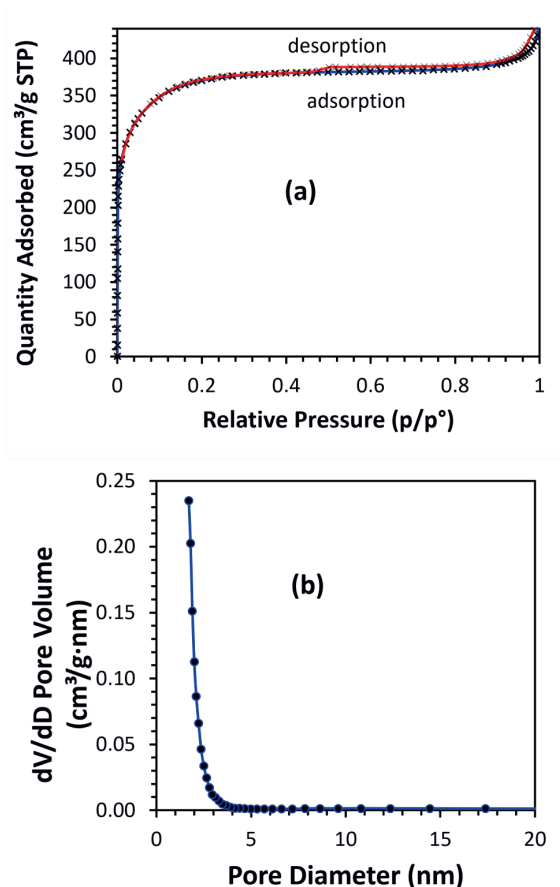 desorption
adsorption
(a)
Quantity Adsorbed (cm³/g STP)
400
350
300
250
200
150
100
50
0
0 0.2 0.4 0.6 0.8 1
Relative Pressure (p/p°)
(b)
dV/dD Pore Volume
(cm³/g·nm)
0.25
0.20
0.15
0.10
0.05
0.00
0 5 10 15 20
Pore Diameter (nm)